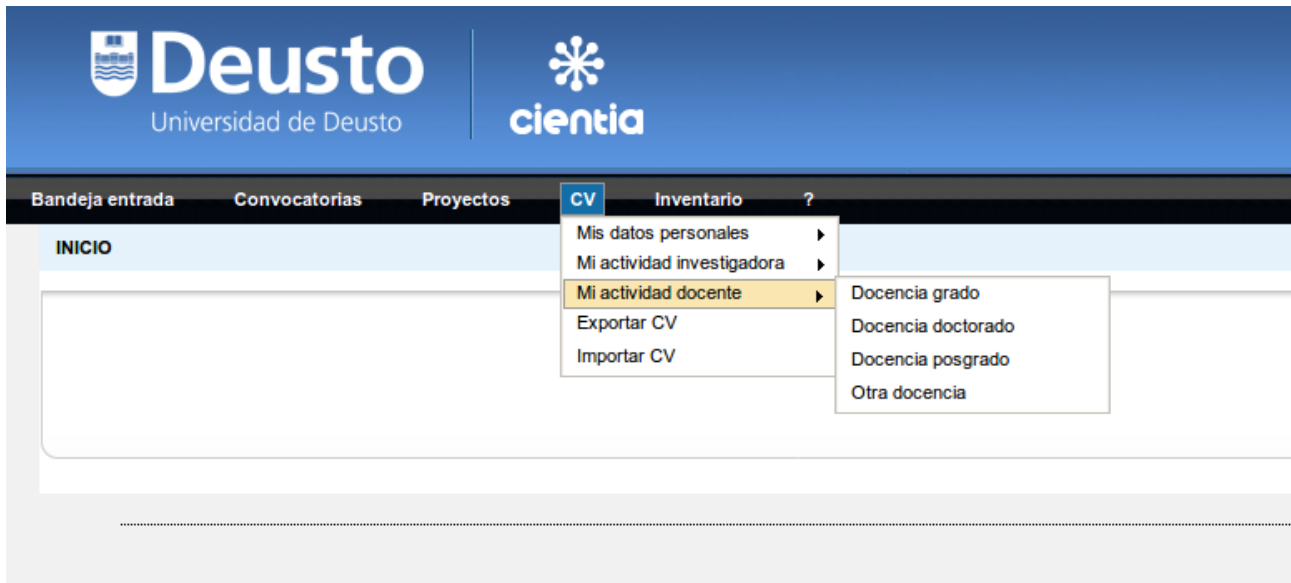 Deusto
Universidad de Deusto
cientia
Bandeja entrada Convocatorias Proyectos CV Inventario ?
INICIO
Mis datos personales
Mi actividad investigadora
Mi actividad docente
Exportar CV
Importar CV
Docencia grado
Docencia doctorado
Docencia posgrado
Otra docencia